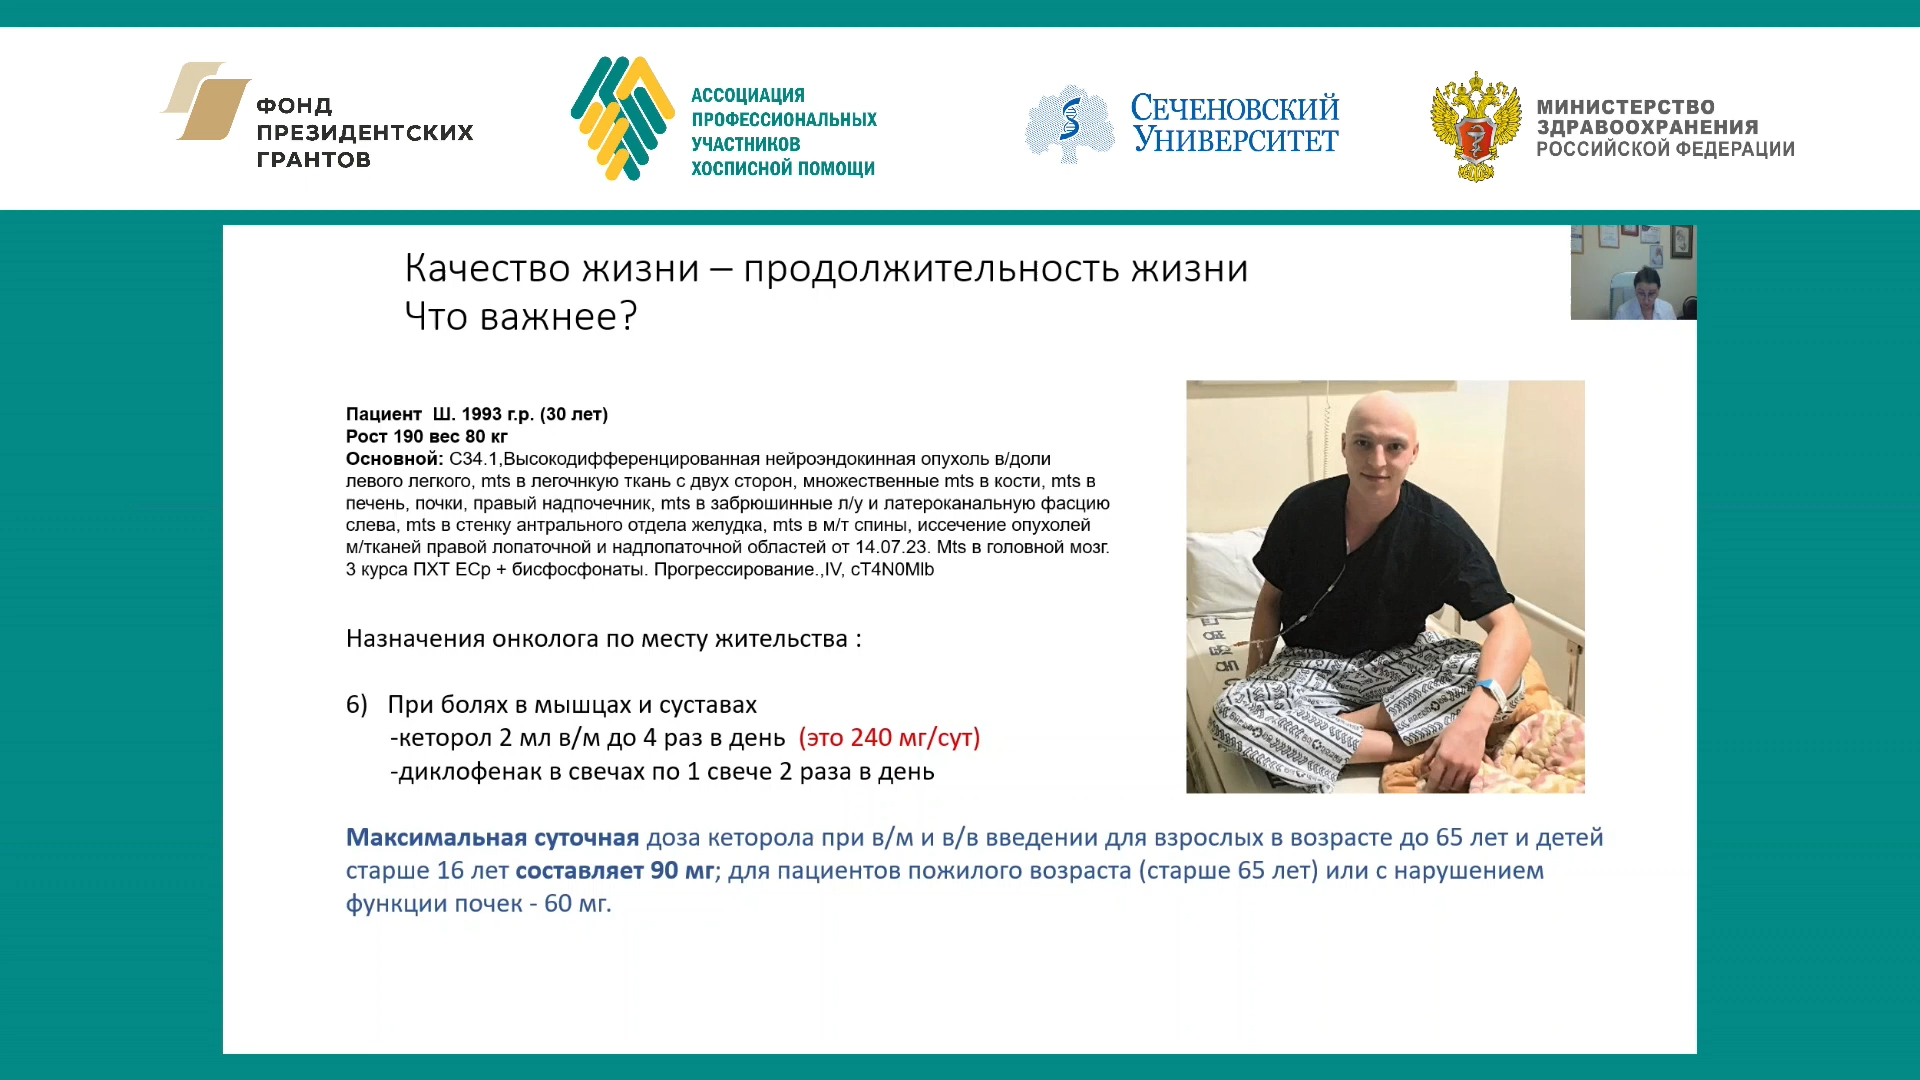 ФОНД
ПРЕЗИДЕНТСКИХ
ГРАНТОВ
АССОЦИАЦИЯ
ПРОФЕССИОНАЛЬНЫХ
УЧАСТНИКОВ
ХОСПИСНОЙ ПОМОЩИ
СЕЧЕНОВСКИЙ
УНИВЕРСИТЕТ
МИНИСТЕРСТВО
ЗДРАВООХРАНЕНИЯ
РОССИЙСКОЙ ФЕДЕРАЦИИ
Качество жизни – продолжительность жизни
Что важнее?
Пациент Ш. 1993 г.р. (30 лет)
Рост 190 вес 80 кг
Основной: С34.1,Высокодифференцированная нейроэндокинная опухоль в/доли
левого легкого, mts в легочнкую ткань с двух сторон, множественные mts в кости, mts в
печень, почки, правый надпочечник, mts в забрюшинные л/у и латероканальную фасцию
слева, mts в стенку антрального отдела желудка, mts в м/т спины, иссечение опухолей
м/тканей правой лопаточной и надлопаточной областей от 14.07.23. Mts в головной мозг.
3 курса ПХТ ECp + бисфосфонаты. Прогрессирование.,IV, cT4N0MIb
Назначения онколога по месту жительства :
6) При болях в мышцах и суставах
-кеторол 2 мл в/м до 4 раз в день (это 240 мг/сут)
-диклофенак в свечах по 1 свече 2 раза в день
Максимальная суточная доза кеторола при в/м и в/в введении для взрослых в возрасте до 65 лет и детей
старше 16 лет составляет 90 мг; для пациентов пожилого возраста (старше 65 лет) или с нарушением
функции почек - 60 мг.